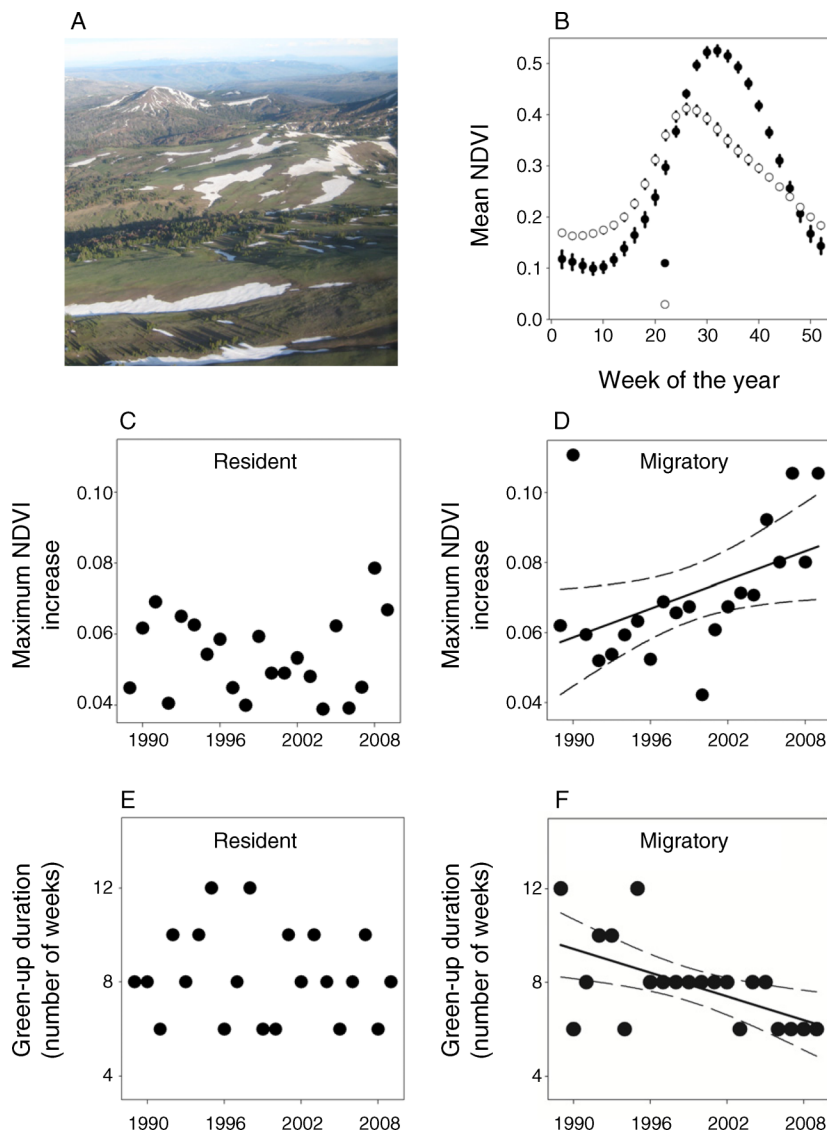 A
B
Mean NDVI
0.5
0.4
0.3
0.2
0.1
0.0
0 10 20 30 40 50
Week of the year
C
Resident
Maximum NDVI
increase
0.10
0.08
0.06
0.04
1990 1996 2002 2008
D
Migratory
Maximum NDVI
increase
0.10
0.08
0.06
0.04
1990 1996 2002 2008
E
Resident
Green-up duration
(number of weeks)
12
8
4
1990 1996 2002 2008
F
Migratory
Green-up duration
(number of weeks)
12
8
4
1990 1996 2002 2008